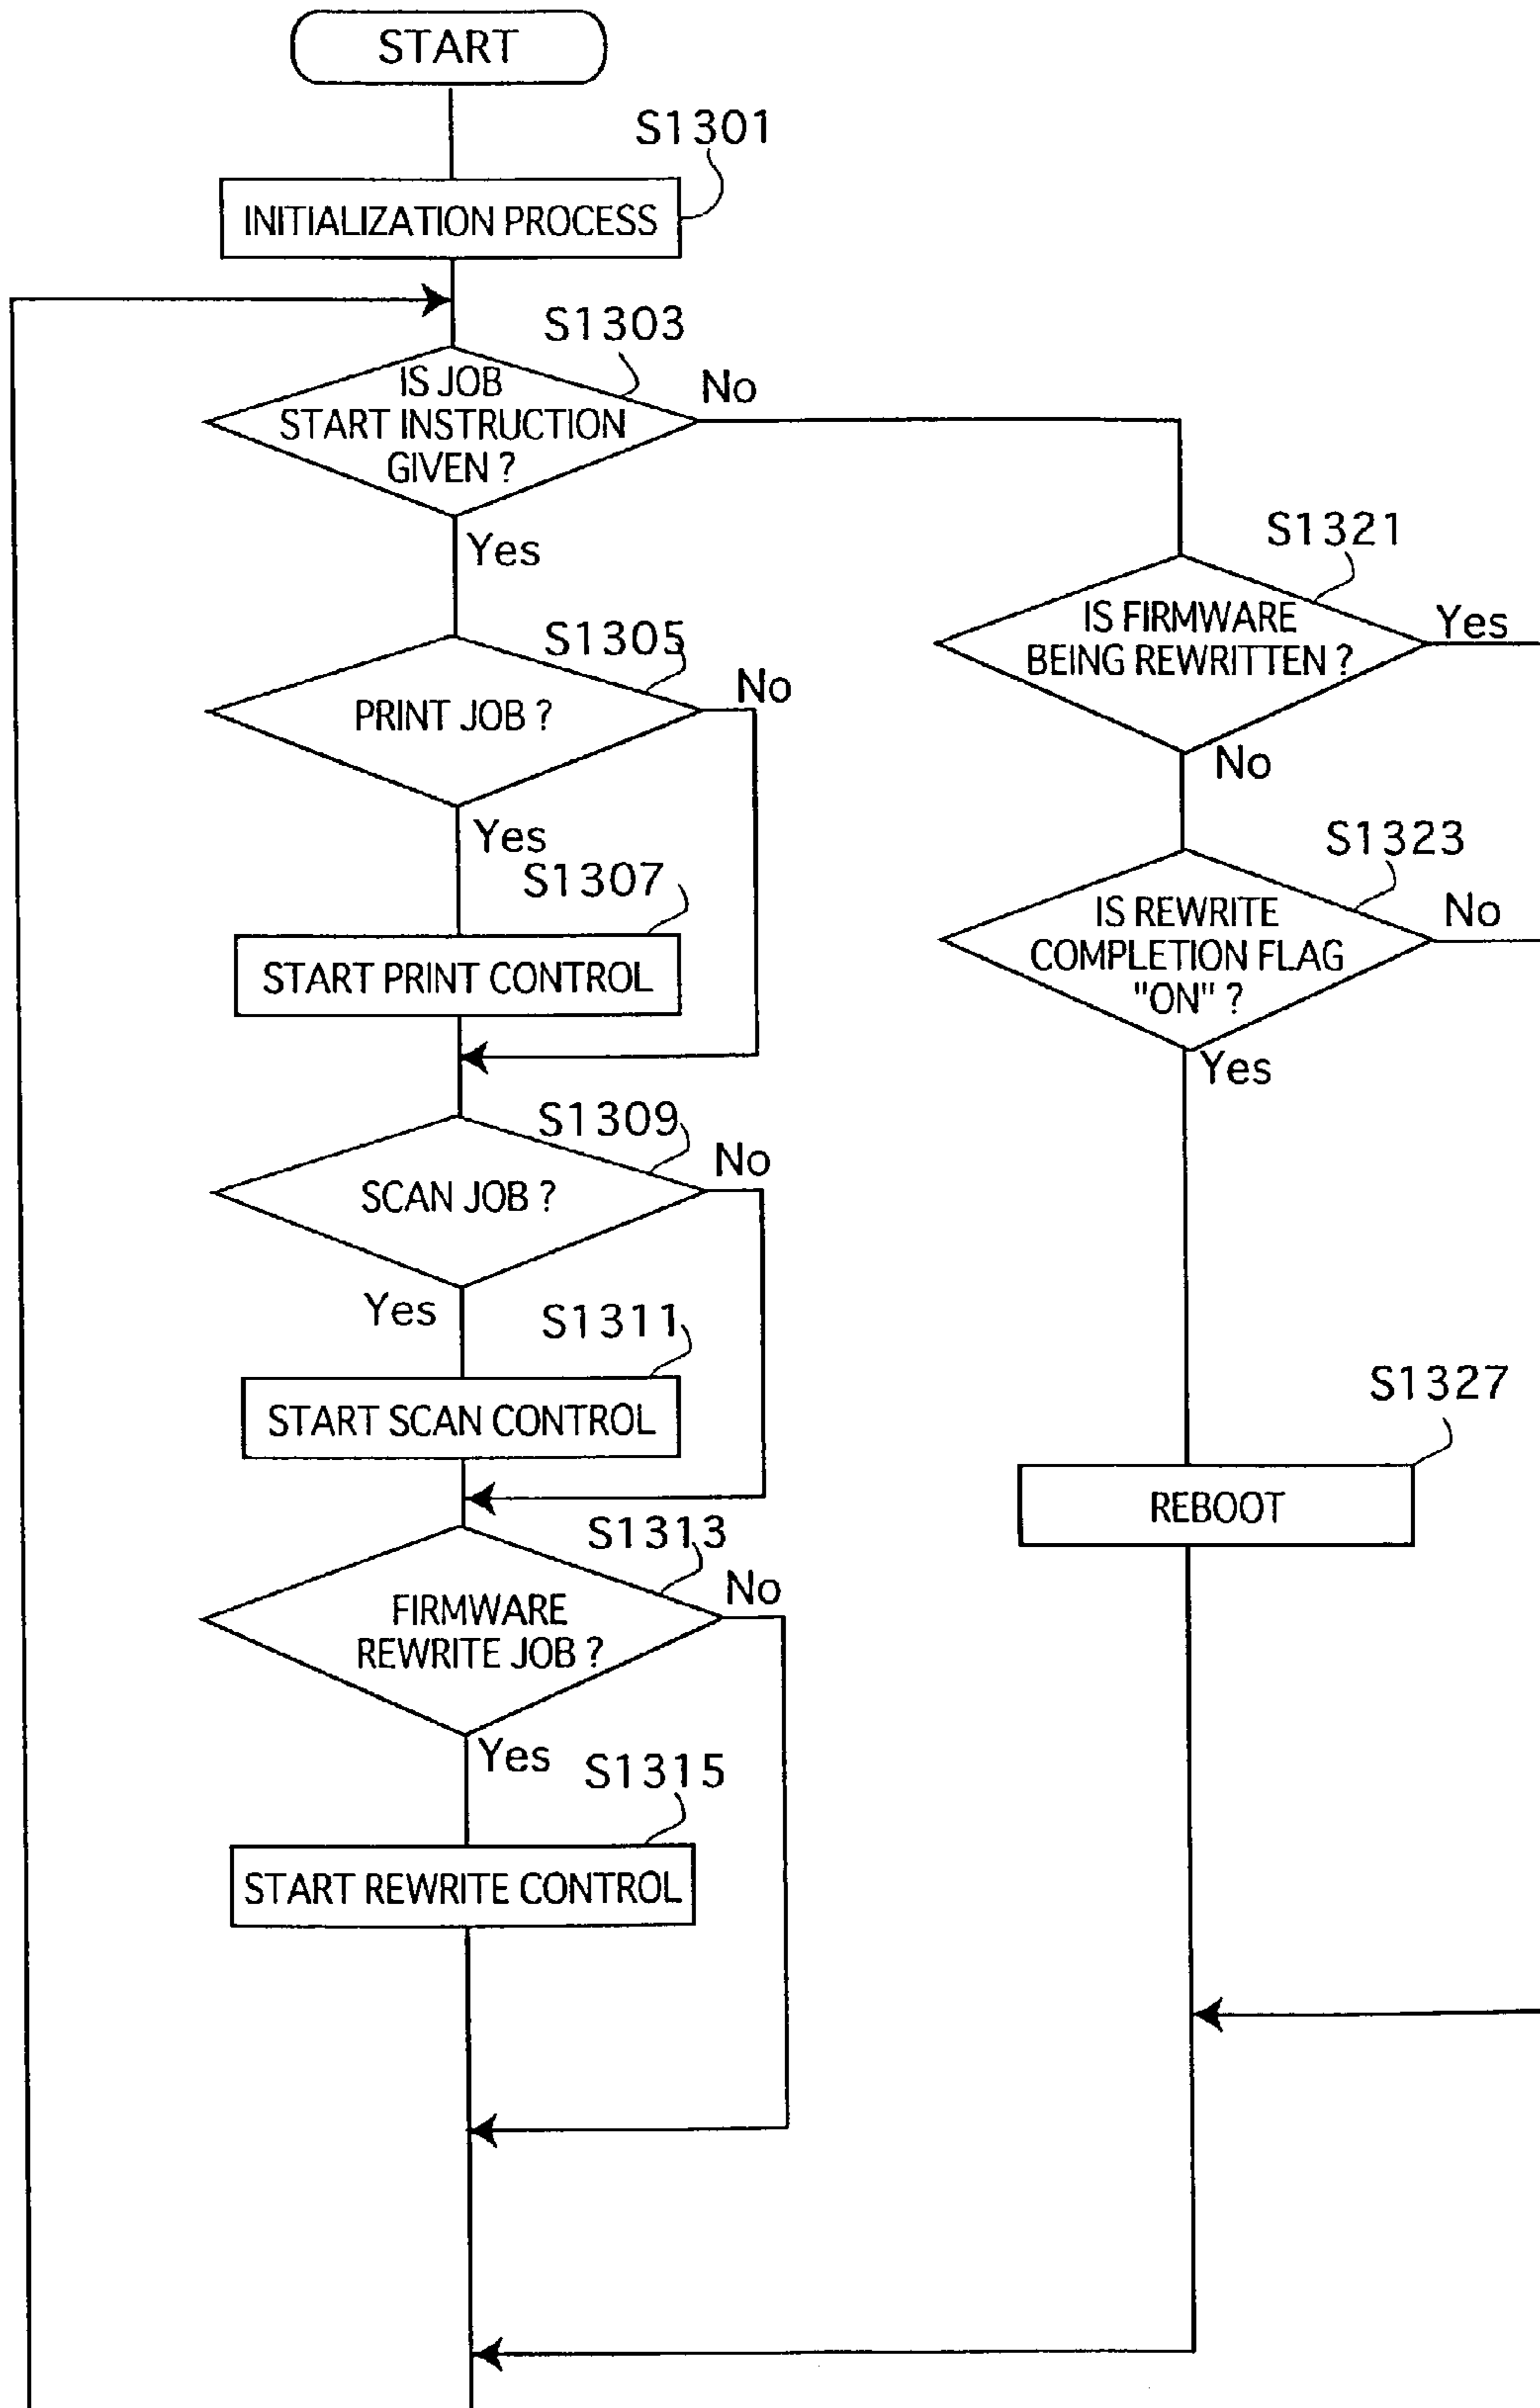 START
S1301
INITIALIZATION PROCESS
S1303
IS JOB
START INSTRUCTION
GIVEN ?
No
Yes
S1305
PRINT JOB ?
No
Yes
S1307
START PRINT CONTROL
S1309
SCAN JOB ?
No
Yes
S1311
START SCAN CONTROL
S1313
FIRMWARE
REWRITE JOB ?
No
Yes
S1315
START REWRITE CONTROL
S1321
IS FIRMWARE
BEING REWRITTEN ?
Yes
No
S1323
IS REWRITE
COMPLETION FLAG
"ON" ?
No
Yes
S1327
REBOOT